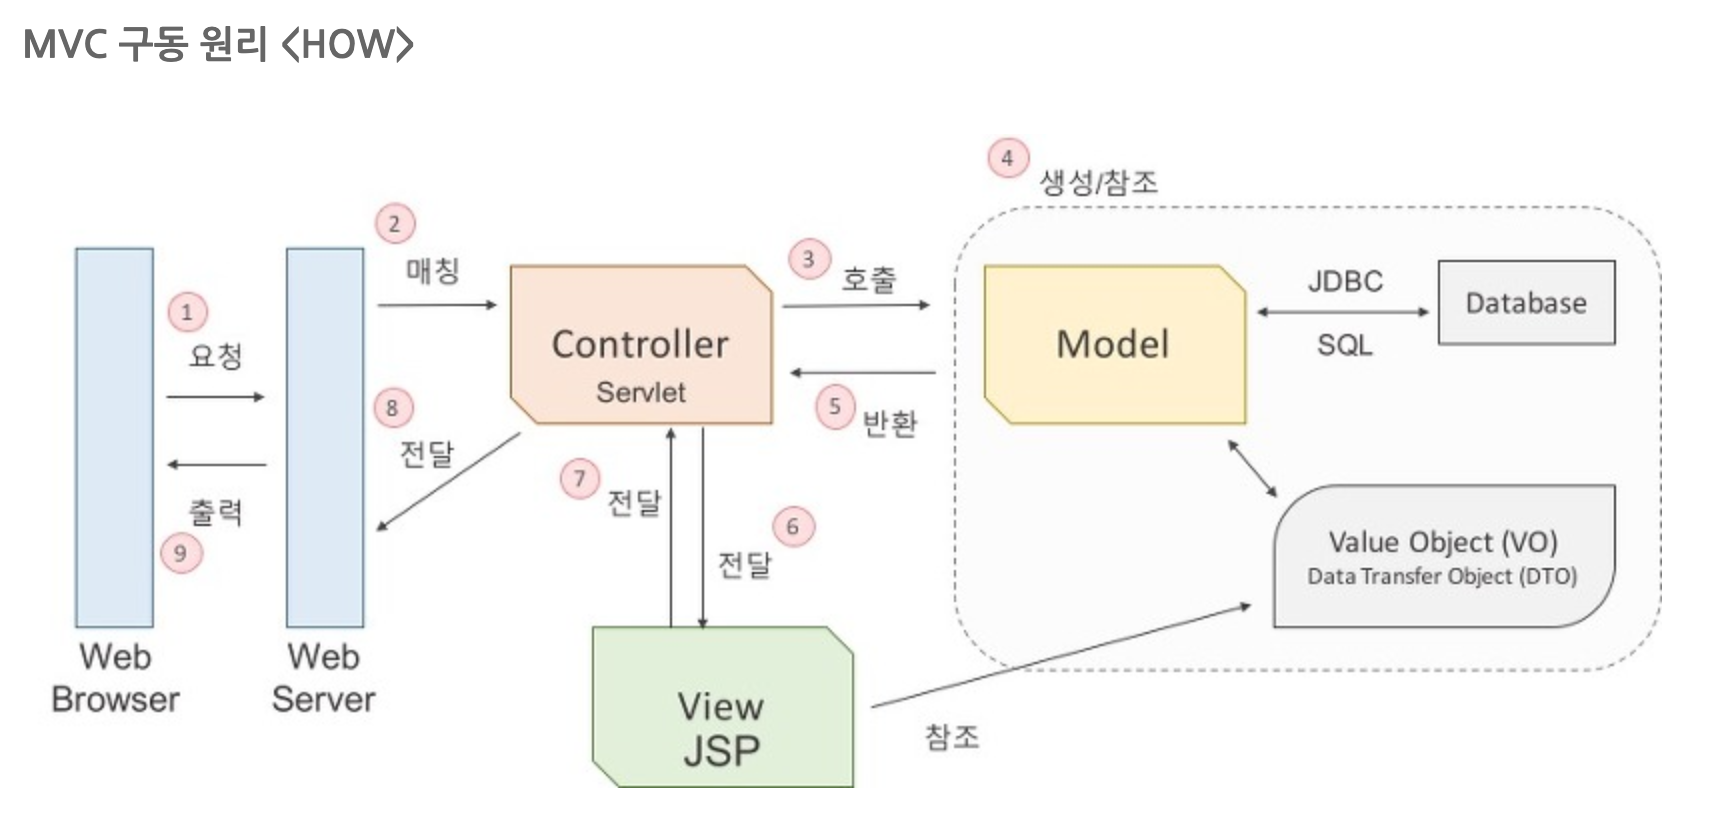 MVC 구동 원리 <HOW>
4
생성/참조
2
매칭
3
호출
1
요청
Controller
Servlet
Model
JDBC
SQL
Database
8
전달
5
반환
7
전달
6
전달
출력
9
Value Object (VO)
Data Transfer Object (DTO)
Web
Browser
Web
Server
View
JSP
참조